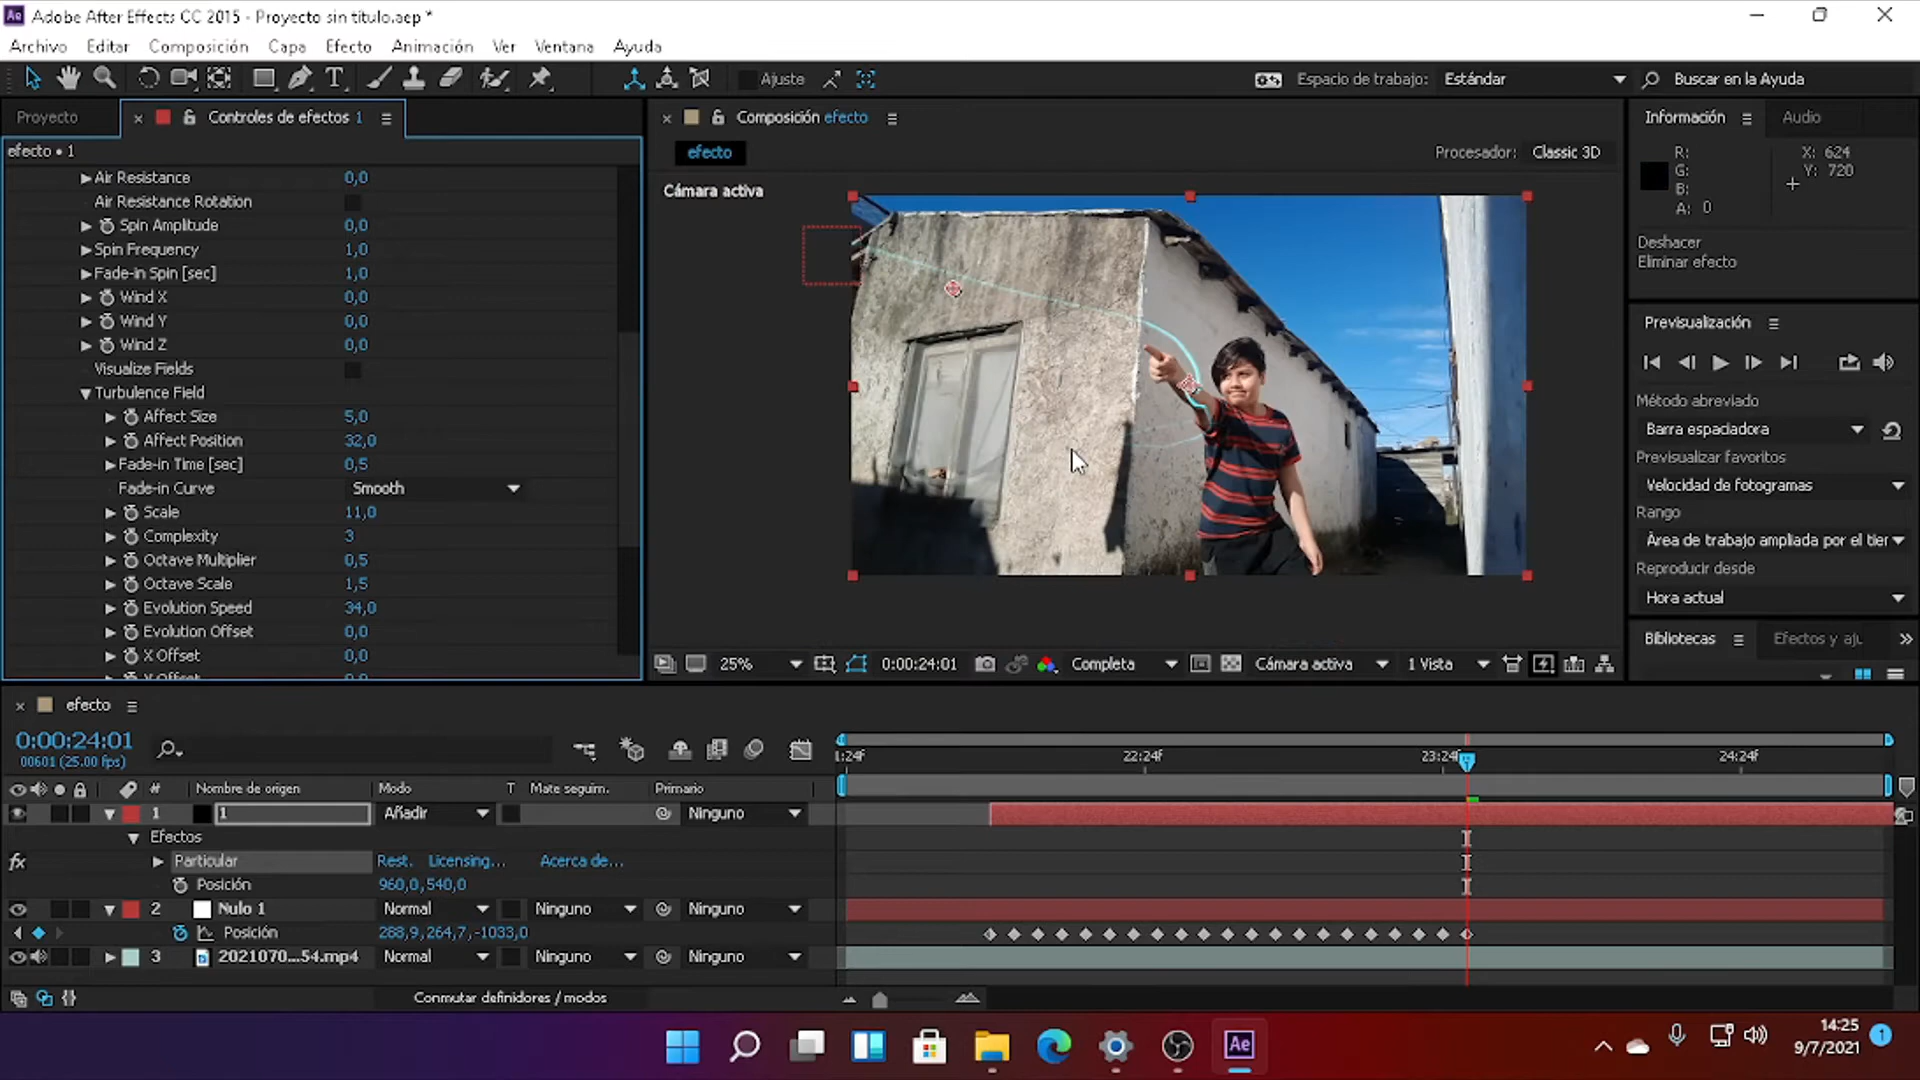 Adobe After Effects CC 2015 - Proyecto sin título.aep *
Archivo Editar Composición Capa Efecto Animación Ver Ventana Ayuda
Ajuste
Espacio de trabajo: Estándar
Buscar en la Ayuda
Proyecto
Controles de efectos 1
efecto • 1
Air Resistance 0,0
Air Resistance Rotation
Spin Amplitude 0,0
Spin Frequency 1,0
Fade-in Spin [sec] 1,0
Wind X 0,0
Wind Y 0,0
Wind Z 0,0
Visualize Fields
Turbulence Field
Affect Size 5,0
Affect Position 32,0
Fade-in Time [sec] 0,5
Fade-in Curve Smooth
Scale 11,0
Complexity 3
Octave Multiplier 0,5
Octave Scale 1,5
Evolution Speed 34,0
Evolution Offset 0,0
X Offset 0,0
Composición efecto
efecto
Procesador: Classic 3D
Cámara activa
25%
0:00:24:01
Completa
Cámara activa
1 Vista
Información Audio
R: X: 624
G: Y: 720
B:
A: 0
Deshacer
Eliminar efecto
Previsualización
Método abreviado
Barra espaciadora
Previsualizar favoritos
Velocidad de fotogramas
Rango
Área de trabajo ampliada por el tier
Reproducir desde
Hora actual
Bibliotecas Efectos y aju
efecto
0:00:24:01
00601 (25.00 fps)
1:24f 22:24f 23:24f 24:24f
# Nombre de origen Modo T Mate seguim. Primario
1 1 Añadir Ninguno
Efectos
fx Particular Rest. Licensing... Acerca de...
Posición 960,0,540,0
2 Nulo 1 Normal Ninguno Ninguno
Posición 288,9,264,7,-1033,0
3 2021070...54.mp4 Normal Ninguno Ninguno
Conmutar definidores / modos
Ae
14:25
9/7/2021
1